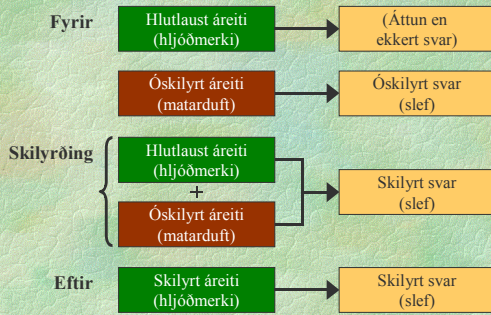 Fyrir
Hlutlaust áreiti
(hljóðmerki)
(Áttun en
ekkert svar)
Óskilyrt áreiti
(matarduft)
Óskilyrt svar
(slef)
Skilyrðing
Hlutlaust áreiti
(hljóðmerki)
+
Óskilyrt áreiti
(matarduft)
Skilyrt svar
(slef)
Eftir
Skilyrt áreiti
(hljóðmerki)
Skilyrt svar
(slef)